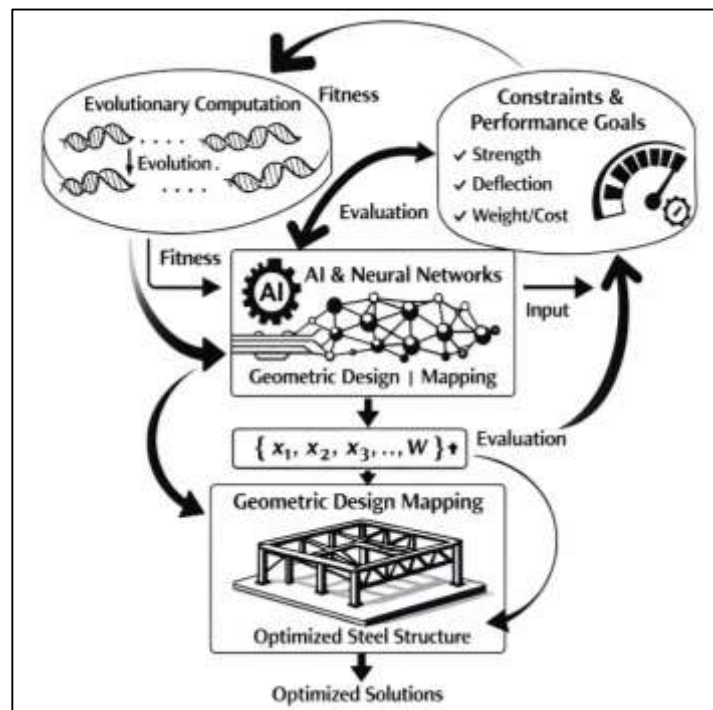 Evolutionary Computation
Evolution.
Fitness
Constraints &
Performance Goals
✓ Strength
✓ Deflection
✓ Weight/Cost
Evaluation
Fitness
AI
AI & Neural Networks
Input
Geometric Design | Mapping
{ x₁, x₂, x₃, .., W }
Evaluation
Geometric Design Mapping
Optimized Steel Structure
Optimized Solutions